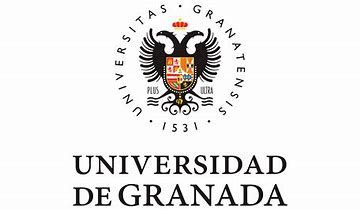 · UNIVERSITAS · GRANATENSIS · 1531
PLUS ULTRA
UNIVERSIDAD
DE GRANADA